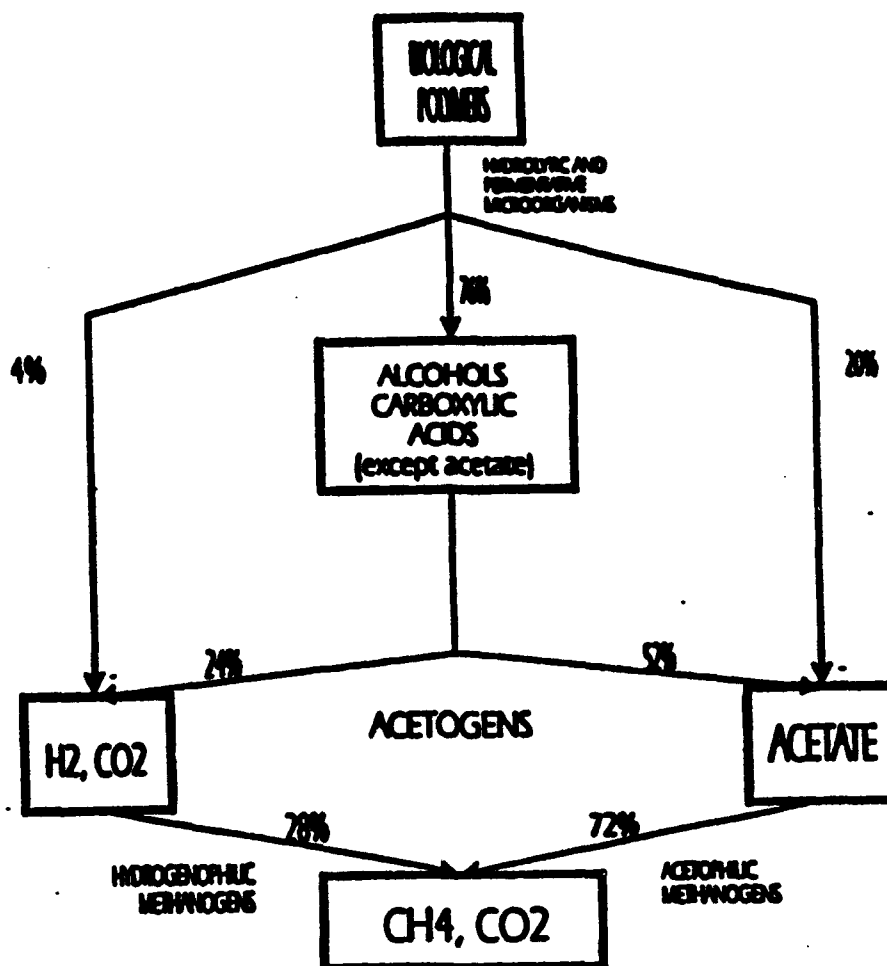 BIOLOGICAL
POLYMERS
HYDROLYTIC AND
FERMENTATIVE
MICROORGANISMS
76%
4%
20%
ALCOHOLS
CARBOXYLIC
ACIDS
(except acetate)
24%
52%
H2, CO2
ACETOGENS
ACETATE
28%
72%
HYDROGENOPHILIC
METHANOGENS
ACETOPHILIC
METHANOGENS
CH4, CO2